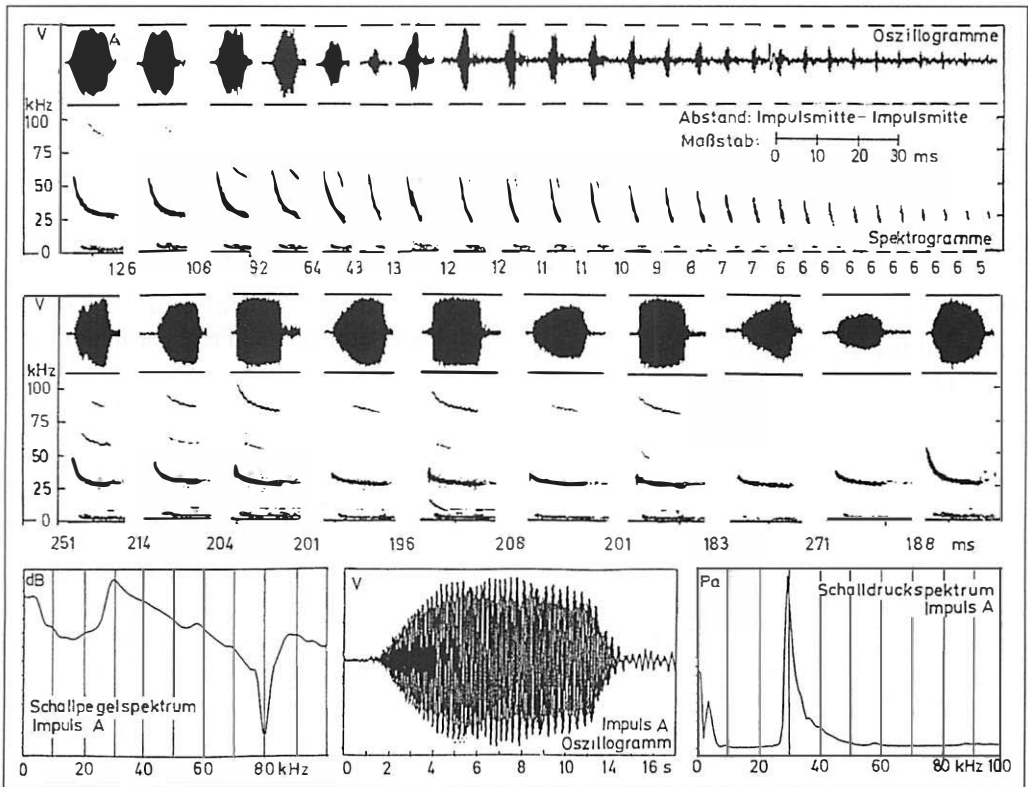 V A Oszillogramme
kHz
100
Abstand: Impulsmitte - Impulsmitte
Maßstab: 0 10 20 30 ms
75
50
25
0 Spektrogramme
126 106 92 64 43 13 12 12 11 11 10 9 8 7 7 6 6 6 6 6 6 6 6 5
V
kHz
100
75
50
25
0
251 214 204 201 196 208 201 183 271 188 ms
dB
Schallpegelspektrum
Impuls A
0 20 40 60 80 kHz
V
Impuls A
Oszillogramm
0 2 4 6 8 10 12 14 16 s
Pa
Schalldruckspektrum
Impuls A
0 20 40 60 80 kHz 100